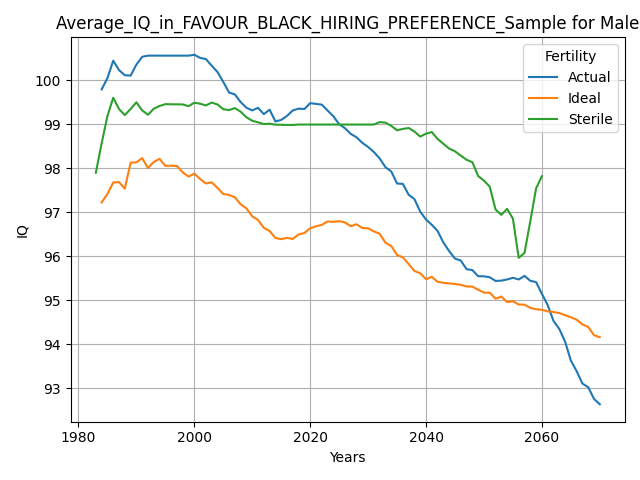 Average_IQ_in_FAVOUR_BLACK_HIRING_PREFERENCE_Sample for Male
Fertility
Actual
Ideal
Sterile
IQ
100
99
98
97
96
95
94
93
1980
2000
2020
2040
2060
Years